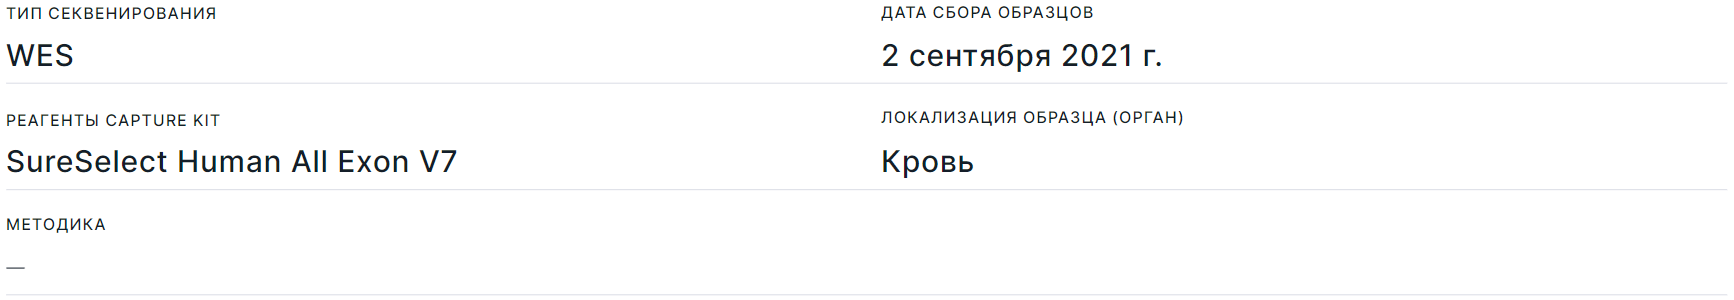 ТИП СЕКВЕНИРОВАНИЯ
WES
ДАТА СБОРА ОБРАЗЦОВ
2 сентября 2021 г.
РЕАГЕНТЫ CAPTURE KIT
SureSelect Human All Exon V7
ЛОКАЛИЗАЦИЯ ОБРАЗЦА (ОРГАН)
Кровь
МЕТОДИКА
—